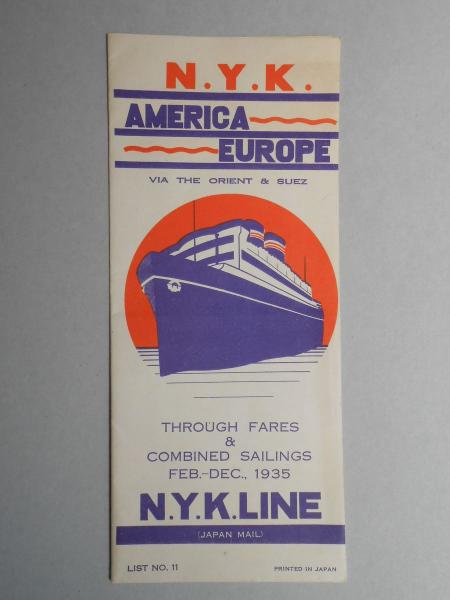 N.Y.K.
AMERICA
EUROPE
VIA THE ORIENT & SUEZ
THROUGH FARES
&
COMBINED SAILINGS
FEB.-DEC., 1935
N.Y.K.LINE
(JAPAN MAIL)
LIST NO. 11 PRINTED IN JAPAN